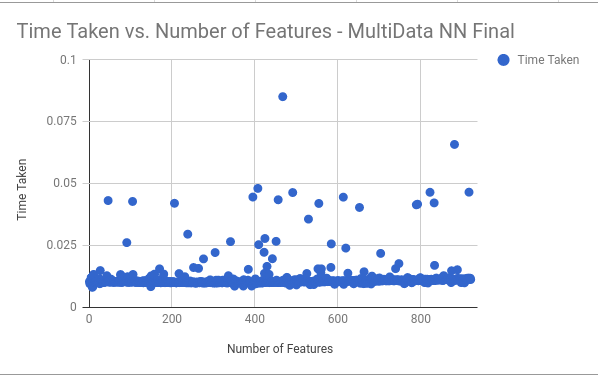 Time Taken vs. Number of Features - MultiData NN Final
Time Taken
0.1
0.075
0.05
0.025
0
Time Taken
0 200 400 600 800
Number of Features